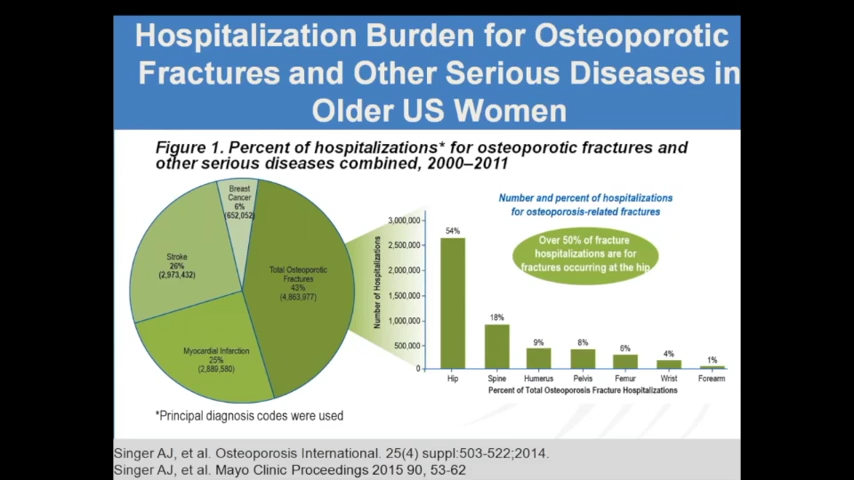 Hospitalization Burden for Osteoporotic
Fractures and Other Serious Diseases in
Older US Women
Figure 1. Percent of hospitalizations* for osteoporotic fractures and
other serious diseases combined, 2000–2011
Breast
Cancer
6%
(652,052)
Stroke
26%
(2,973,432)
Total Osteoporotic
Fractures
43%
(4,863,977)
Myocardial Infarction
25%
(2,889,580)
*Principal diagnosis codes were used
Number and percent of hospitalizations
for osteoporosis-related fractures
Over 50% of fracture
hospitalizations are for
fractures occurring at the hip
Number of Hospitalizations
3,000,000
2,500,000
2,000,000
1,500,000
1,000,000
500,000
0
54%
18%
9%
8%
6%
4%
1%
Hip Spine Humerus Pelvis Femur Wrist Forearm
Percent of Total Osteoporosis Fracture Hospitalizations
Singer AJ, et al. Osteoporosis International. 25(4) suppl:503-522;2014.
Singer AJ, et al. Mayo Clinic Proceedings 2015 90, 53-62